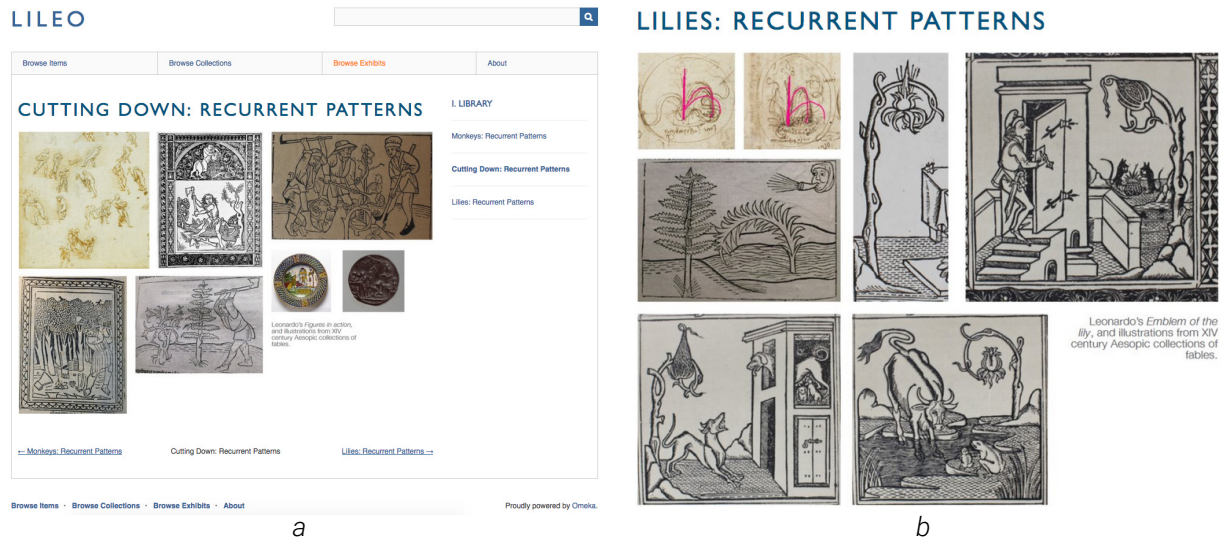 LILEO
Browse Items
Browse Collections
Browse Exhibits
About
CUTTING DOWN: RECURRENT PATTERNS
I. LIBRARY
Monkeys: Recurrent Patterns
Cutting Down: Recurrent Patterns
Lilies: Recurrent Patterns
Leonardo's Figures in action,
and illustrations from XIV
century Aesopic collections of
fables.
← Monkeys: Recurrent Patterns
Cutting Down: Recurrent Patterns
Lilies: Recurrent Patterns →
Browse Items · Browse Collections · Browse Exhibits · About
Proudly powered by Omeka.
a
LILIES: RECURRENT PATTERNS
h
h
Leonardo's Emblem of the
lily, and illustrations from XIV
century Aesopic collections of
fables.
b